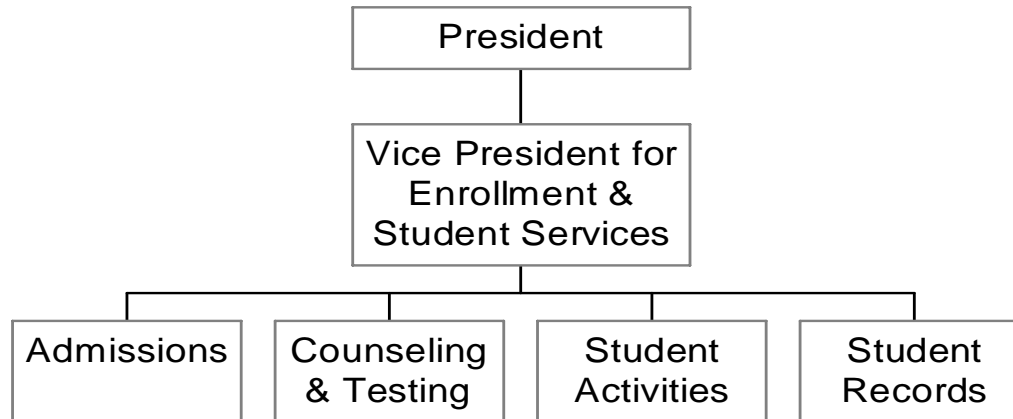 President
Vice President for
Enrollment &
Student Services
Admissions
Counseling
& Testing
Student
Activities
Student
Records